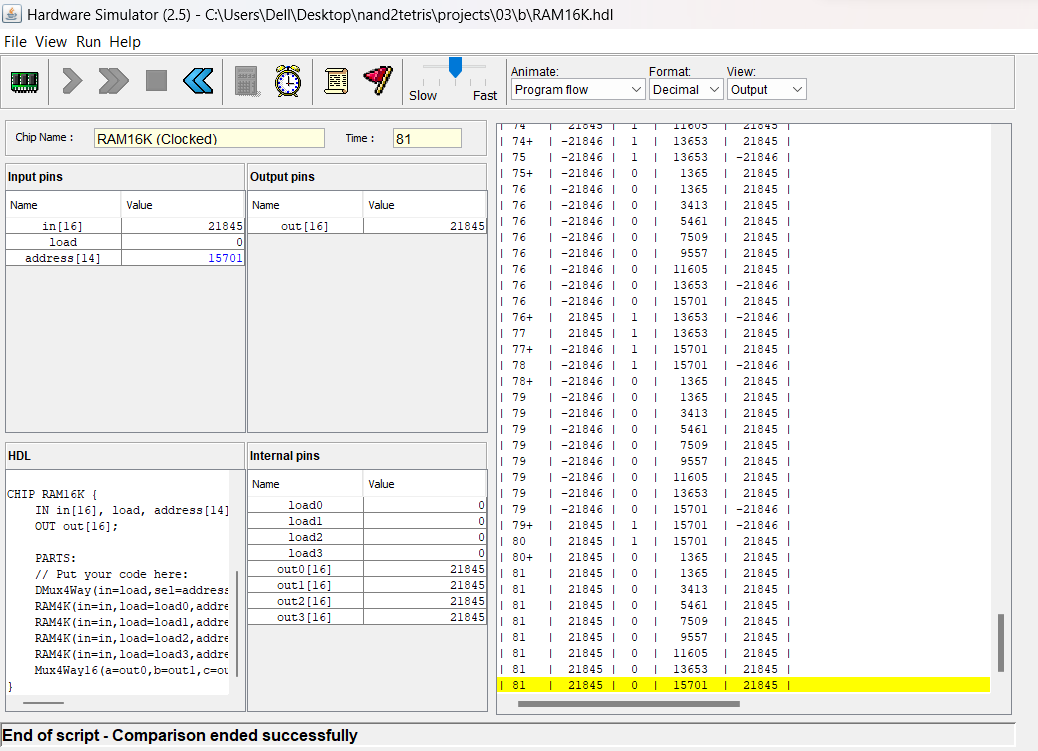 Hardware Simulator (2.5) - C:\Users\Dell\Desktop\nand2tetris\projects\03\b\RAM16K.hdl
File View Run Help
Slow Fast
Animate: Format: View:
Program flow Decimal Output
Chip Name : RAM16K (Clocked) Time : 81
Input pins
Name Value
in[16] 21845
load 0
address[14] 15701
Output pins
Name Value
out[16] 21845
HDL
CHIP RAM16K {
IN in[16], load, address[14]
OUT out[16];
PARTS:
// Put your code here:
DMux4Way(in=load,sel=address
RAM4K(in=in,load=load0,addre
RAM4K(in=in,load=load1,addre
RAM4K(in=in,load=load2,addre
RAM4K(in=in,load=load3,addre
Mux4Way16(a=out0,b=out1,c=ou
}
Internal pins
Name Value
load0 0
load1 0
load2 0
load3 0
out0[16] 21845
out1[16] 21845
out2[16] 21845
out3[16] 21845
| 74 | 21845 | 1 | 11605 | 21845 |
| 74+ | -21846 | 1 | 13653 | 21845 |
| 75 | -21846 | 1 | 13653 | -21846 |
| 75+ | -21846 | 0 | 1365 | 21845 |
| 76 | -21846 | 0 | 1365 | 21845 |
| 76 | -21846 | 0 | 3413 | 21845 |
| 76 | -21846 | 0 | 5461 | 21845 |
| 76 | -21846 | 0 | 7509 | 21845 |
| 76 | -21846 | 0 | 9557 | 21845 |
| 76 | -21846 | 0 | 11605 | 21845 |
| 76 | -21846 | 0 | 13653 | -21846 |
| 76 | -21846 | 0 | 15701 | 21845 |
| 76+ | 21845 | 1 | 13653 | -21846 |
| 77 | 21845 | 1 | 13653 | 21845 |
| 77+ | -21846 | 1 | 15701 | 21845 |
| 78 | -21846 | 1 | 15701 | -21846 |
| 78+ | -21846 | 0 | 1365 | 21845 |
| 79 | -21846 | 0 | 1365 | 21845 |
| 79 | -21846 | 0 | 3413 | 21845 |
| 79 | -21846 | 0 | 5461 | 21845 |
| 79 | -21846 | 0 | 7509 | 21845 |
| 79 | -21846 | 0 | 9557 | 21845 |
| 79 | -21846 | 0 | 11605 | 21845 |
| 79 | -21846 | 0 | 13653 | 21845 |
| 79 | -21846 | 0 | 15701 | -21846 |
| 79+ | 21845 | 1 | 15701 | -21846 |
| 80 | 21845 | 1 | 15701 | 21845 |
| 80+ | 21845 | 0 | 1365 | 21845 |
| 81 | 21845 | 0 | 1365 | 21845 |
| 81 | 21845 | 0 | 3413 | 21845 |
| 81 | 21845 | 0 | 5461 | 21845 |
| 81 | 21845 | 0 | 7509 | 21845 |
| 81 | 21845 | 0 | 9557 | 21845 |
| 81 | 21845 | 0 | 11605 | 21845 |
| 81 | 21845 | 0 | 13653 | 21845 |
| 81 | 21845 | 0 | 15701 | 21845 |
End of script - Comparison ended successfully